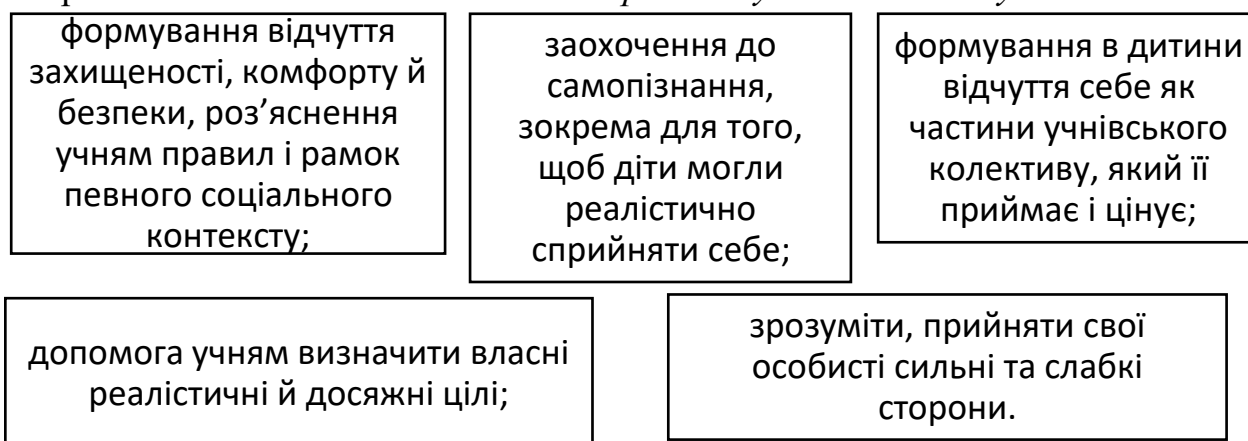 формування відчуття
захищеності, комфорту й
безпеки, роз’яснення
учням правил і рамок
певного соціального
контексту;
заохочення до
самопізнання,
зокрема для того,
щоб діти могли
реалістично
сприйняти себе;
формування в дитини
відчуття себе як
частини учнівського
колективу, який її
приймає і цінує;
допомога учням визначити власні
реалістичні й досяжні цілі;
зрозуміти, прийняти свої
особисті сильні та слабкі
сторони.